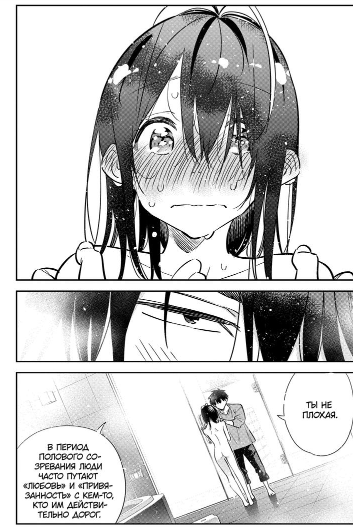 ТЫ НЕ
ПЛОХАЯ.
В ПЕРИОД
ПОЛОВОГО СО-
ЗРЕВАНИЯ ЛЮДИ
ЧАСТО ПУТАЮТ
«ЛЮБОВЬ» И «ПРИВЯ-
ЗАННОСТЬ» С КЕМ-ТО,
КТО ИМ ДЕЙСТВИ-
ТЕЛЬНО ДОРОГ.